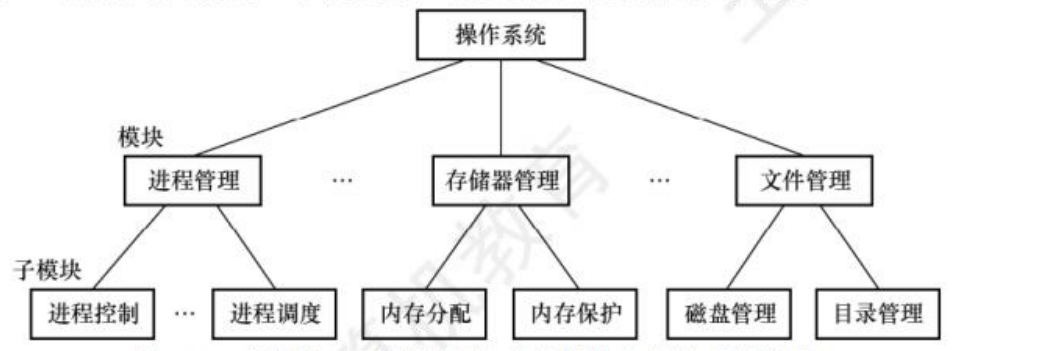 操作系统
模块
进程管理 … 存储器管理 … 文件管理
子模块
进程控制 … 进程调度 内存分配 内存保护 磁盘管理 目录管理